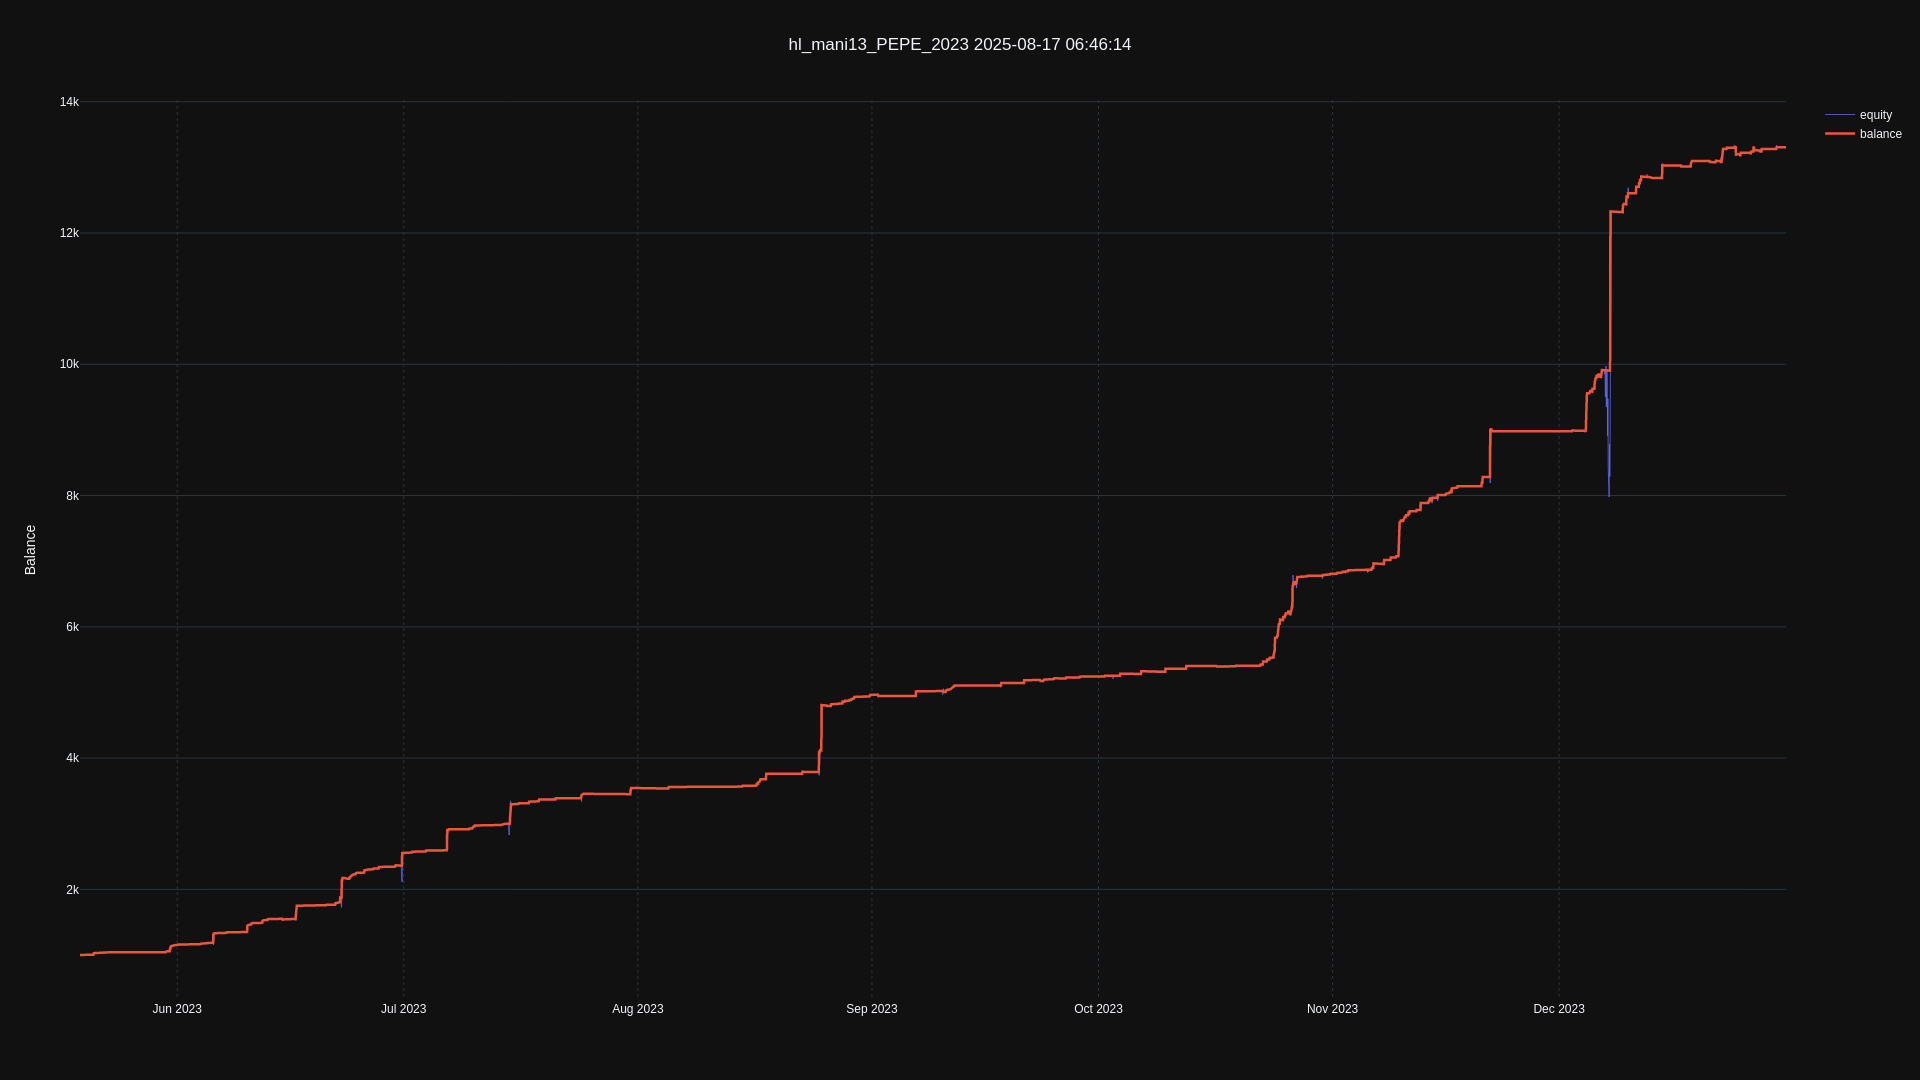 hl_mani13_PEPE_2023 2025-08-17 06:46:14
14k
12k
10k
8k
6k
4k
2k
Balance
equity
balance
Jun 2023
Jul 2023
Aug 2023
Sep 2023
Oct 2023
Nov 2023
Dec 2023